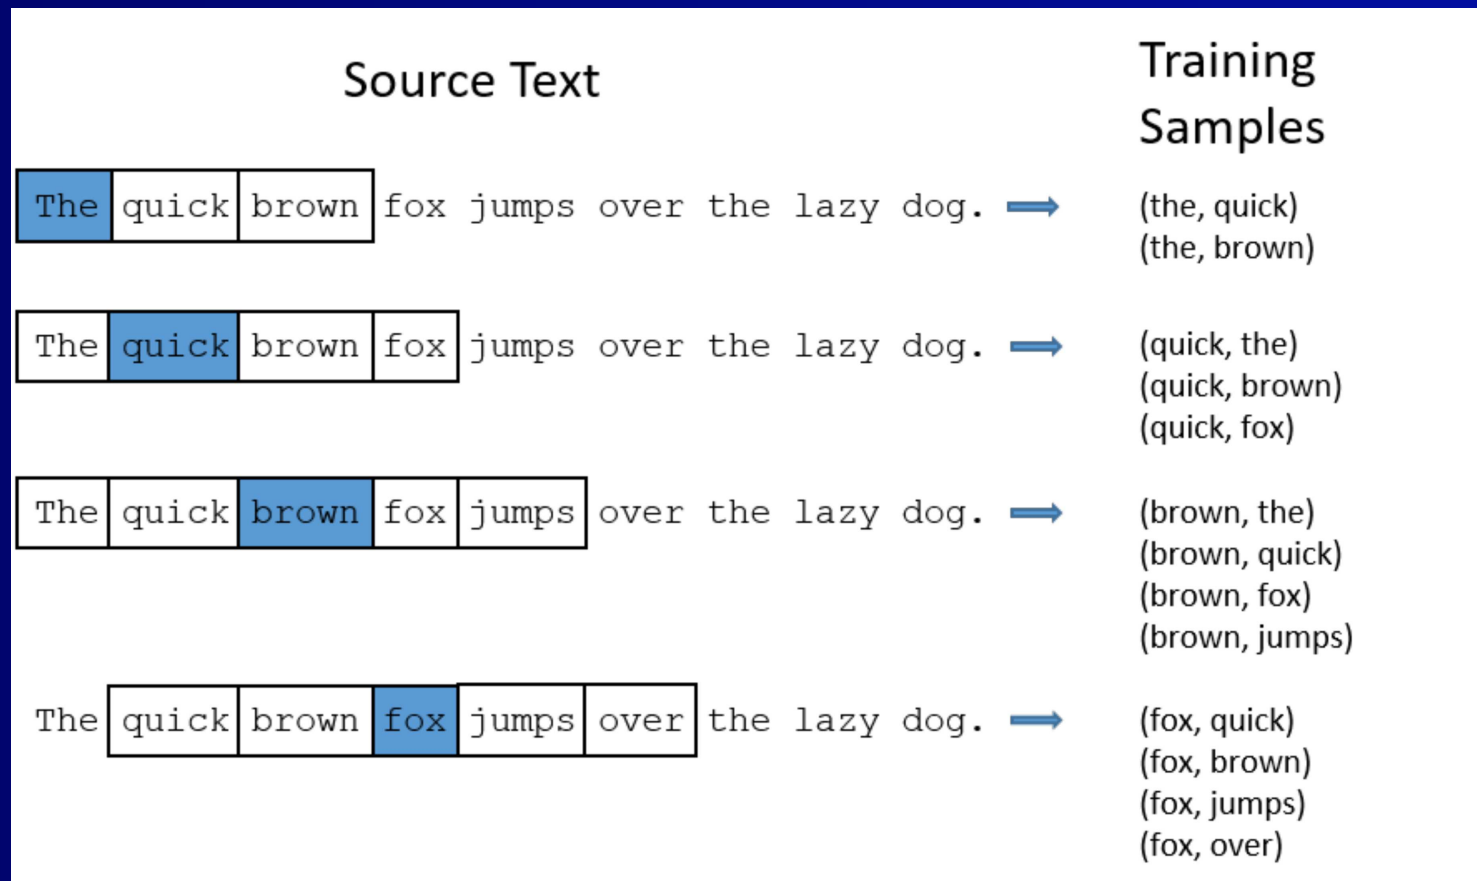 Source Text
Training
Samples
The quick brown fox jumps over the lazy dog.
(the, quick)
(the, brown)
The quick brown fox jumps over the lazy dog.
(quick, the)
(quick, brown)
(quick, fox)
The quick brown fox jumps over the lazy dog.
(brown, the)
(brown, quick)
(brown, fox)
(brown, jumps)
The quick brown fox jumps over the lazy dog.
(fox, quick)
(fox, brown)
(fox, jumps)
(fox, over)